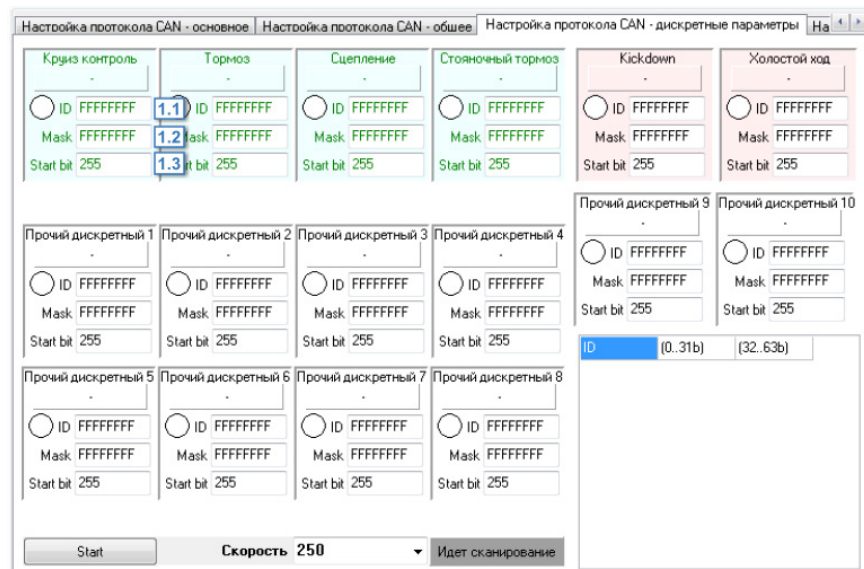 Настройка протокола CAN - основное Настройка протокола CAN - общее Настройка протокола CAN - дискретные параметры На
Круиз контроль Тормоз Сцепление Стояночный тормоз Kickdown Холостой ход
- - - - - -
ID FFFFFFFF 1.1 ID FFFFFFFF ID FFFFFFFF ID FFFFFFFF ID FFFFFFFF ID FFFFFFFF
Mask FFFFFFFF 1.2 ask FFFFFFFF Mask FFFFFFFF Mask FFFFFFFF Mask FFFFFFFF Mask FFFFFFFF
Start bit 255 1.3 rt bit 255 Start bit 255 Start bit 255 Start bit 255 Start bit 255
Прочий дискретный 9 Прочий дискретный 10
- -
ID FFFFFFFF ID FFFFFFFF
Mask FFFFFFFF Mask FFFFFFFF
Start bit 255 Start bit 255
Прочий дискретный 1 Прочий дискретный 2 Прочий дискретный 3 Прочий дискретный 4
- - - -
ID FFFFFFFF ID FFFFFFFF ID FFFFFFFF ID FFFFFFFF
Mask FFFFFFFF Mask FFFFFFFF Mask FFFFFFFF Mask FFFFFFFF
Start bit 255 Start bit 255 Start bit 255 Start bit 255
ID (0..31b) (32..63b)
Прочий дискретный 5 Прочий дискретный 6 Прочий дискретный 7 Прочий дискретный 8
- - - -
ID FFFFFFFF ID FFFFFFFF ID FFFFFFFF ID FFFFFFFF
Mask FFFFFFFF Mask FFFFFFFF Mask FFFFFFFF Mask FFFFFFFF
Start bit 255 Start bit 255 Start bit 255 Start bit 255
Start Скорость 250 Идет сканирование